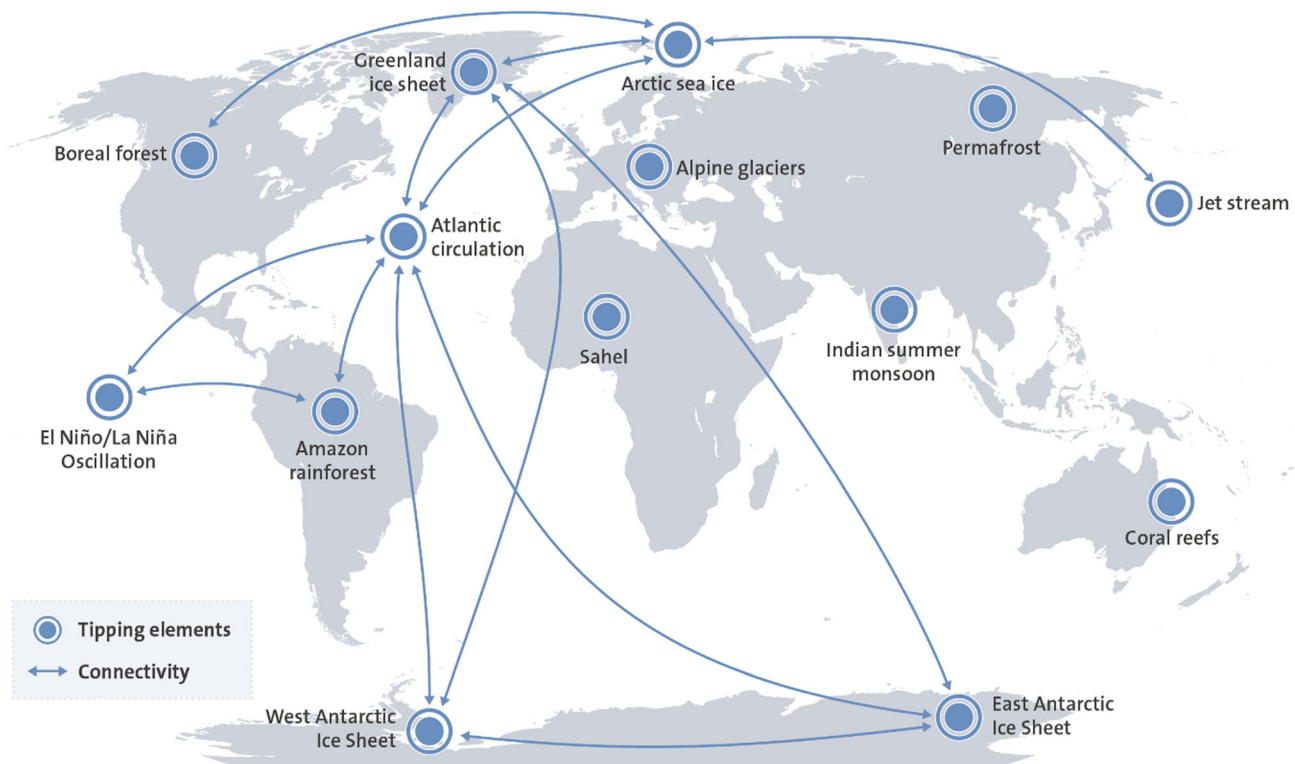 Greenland
ice sheet
Arctic sea ice
Boreal forest
Alpine glaciers
Permafrost
Jet stream
Atlantic
circulation
Sahel
Indian summer
monsoon
El Niño/La Niña
Oscillation
Amazon
rainforest
Coral reefs
Tipping elements
Connectivity
West Antarctic
Ice Sheet
East Antarctic
Ice Sheet